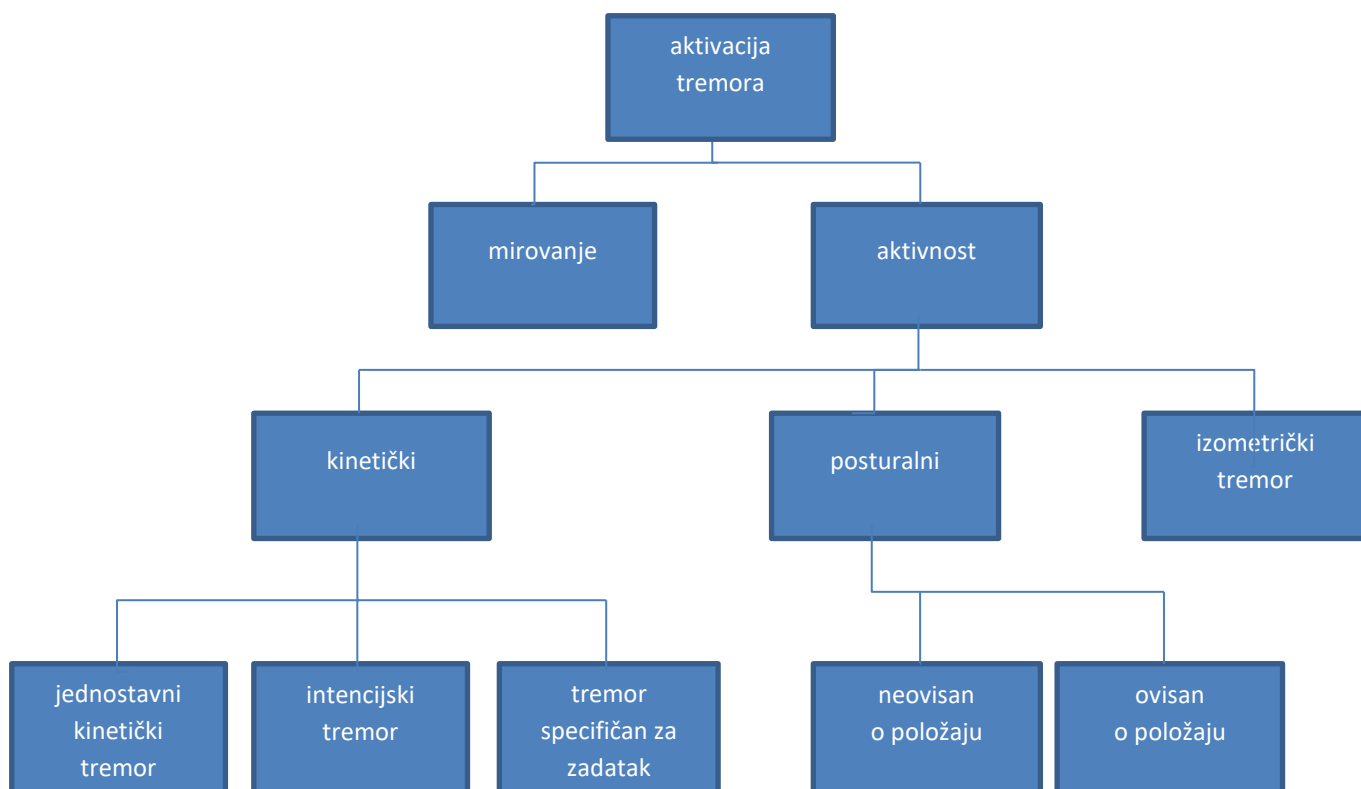 aktivacija
tremora
mirovanje
aktivnost
kinetički
posturalni
izometrički
tremor
jednostavni
kinetički
tremor
intencijski
tremor
tremor
specifičan za
zadatak
neovisan
o položaju
ovisan
o položaju